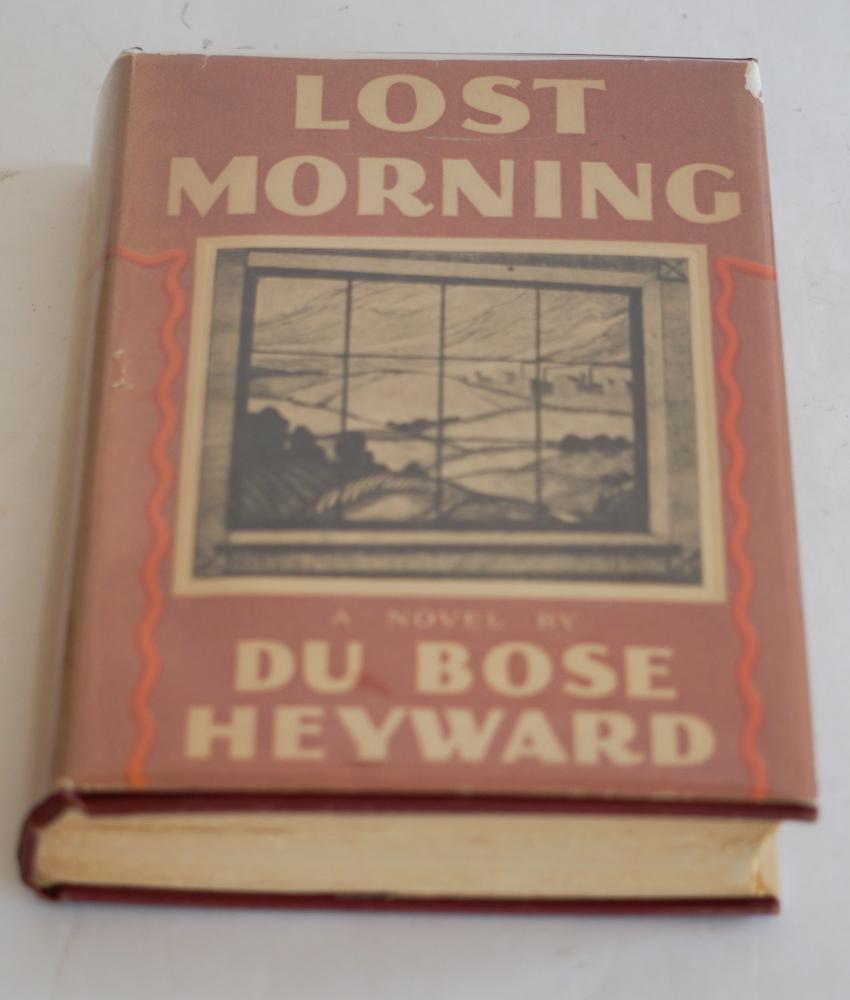 LOST
MORNING
A NOVEL BY
DU BOSE
HEYWARD